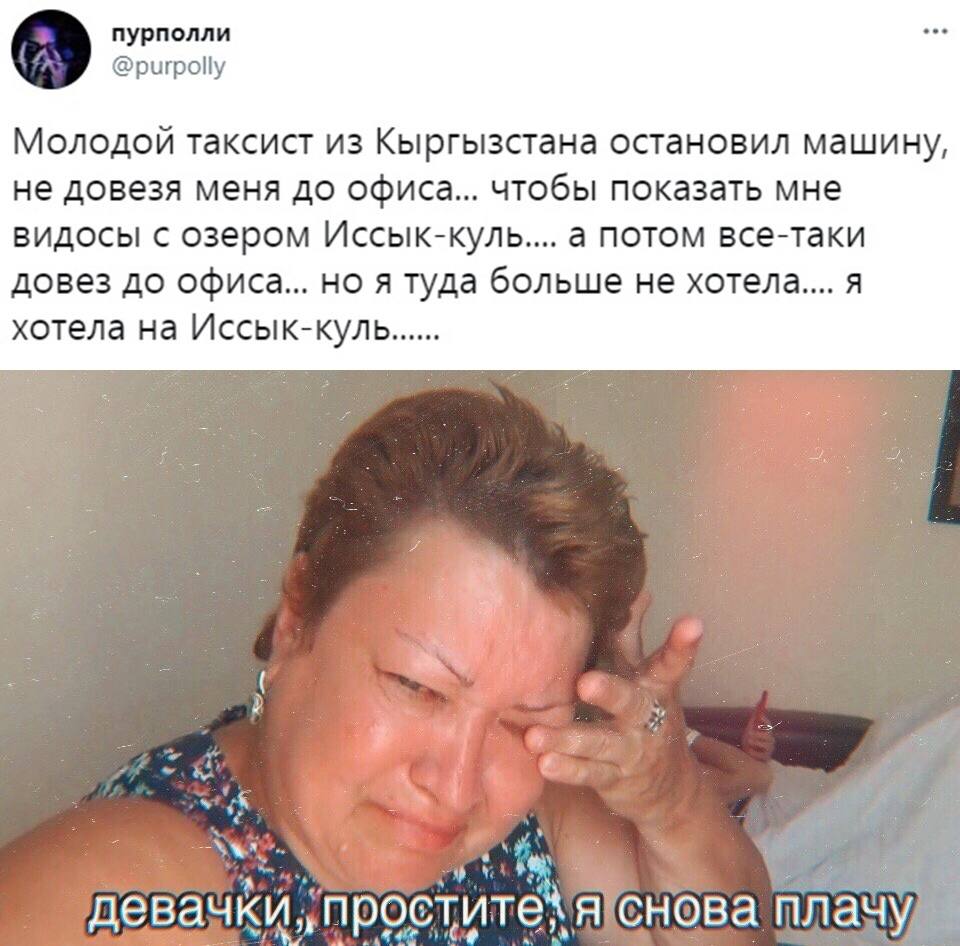 пурполли
@purpolly
Молодой таксист из Кыргызстана остановил машину,
не довезя меня до офиса... чтобы показать мне
видосы с озером Иссык-куль.... а потом все-таки
довез до офиса... но я туда больше не хотела.... я
хотела на Иссык-куль......
девачки, простите, я снова плачу